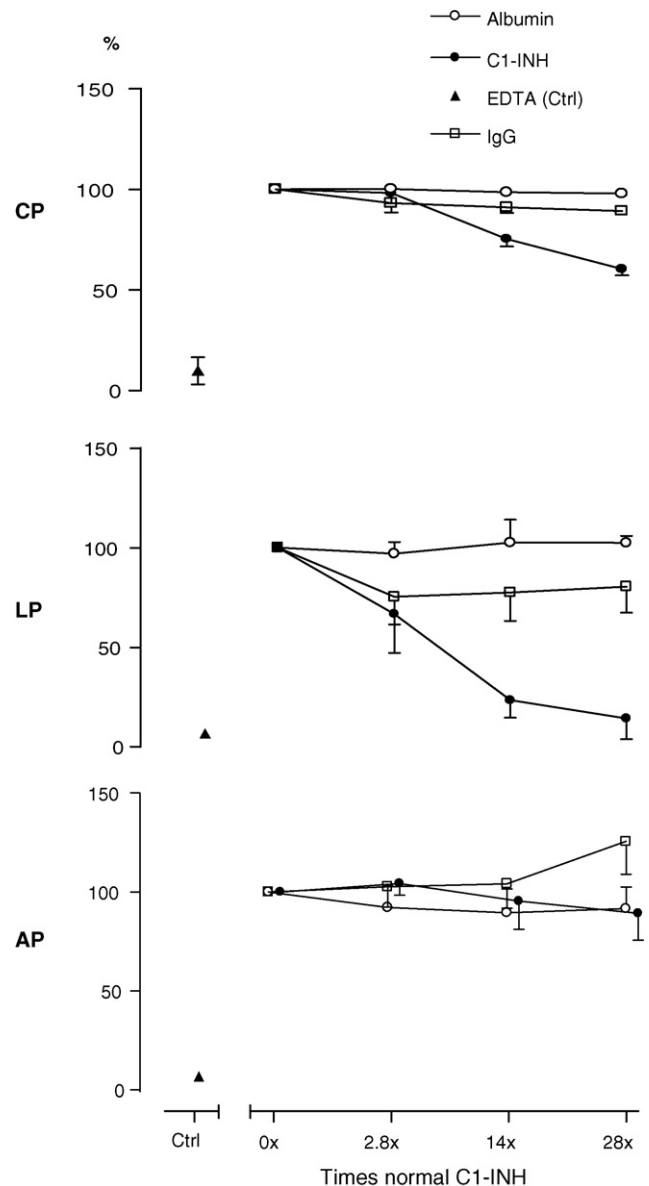 Albumin
%
C1-INH
150
EDTA (Ctrl)
IgG
100
CP
50
0
150
100
LP
50
0
150
100
AP
50
0
Ctrl 0x 2.8x 14x 28x
Times normal C1-INH